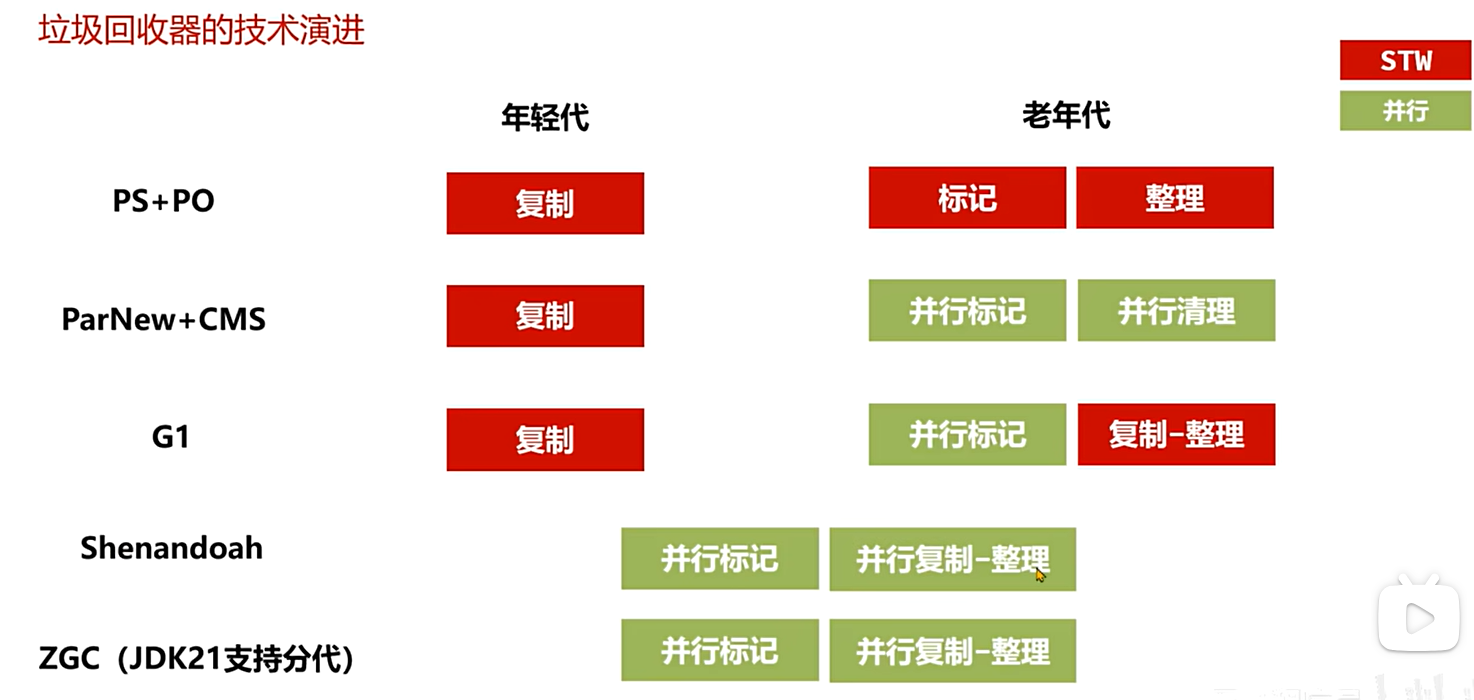 垃圾回收器的技术演进
STW
并行
年轻代 老年代
PS+PO 复制 标记 整理
ParNew+CMS 复制 并行标记 并行清理
G1 复制 并行标记 复制-整理
Shenandoah 并行标记 并行复制-整理
ZGC（JDK21支持分代） 并行标记 并行复制-整理